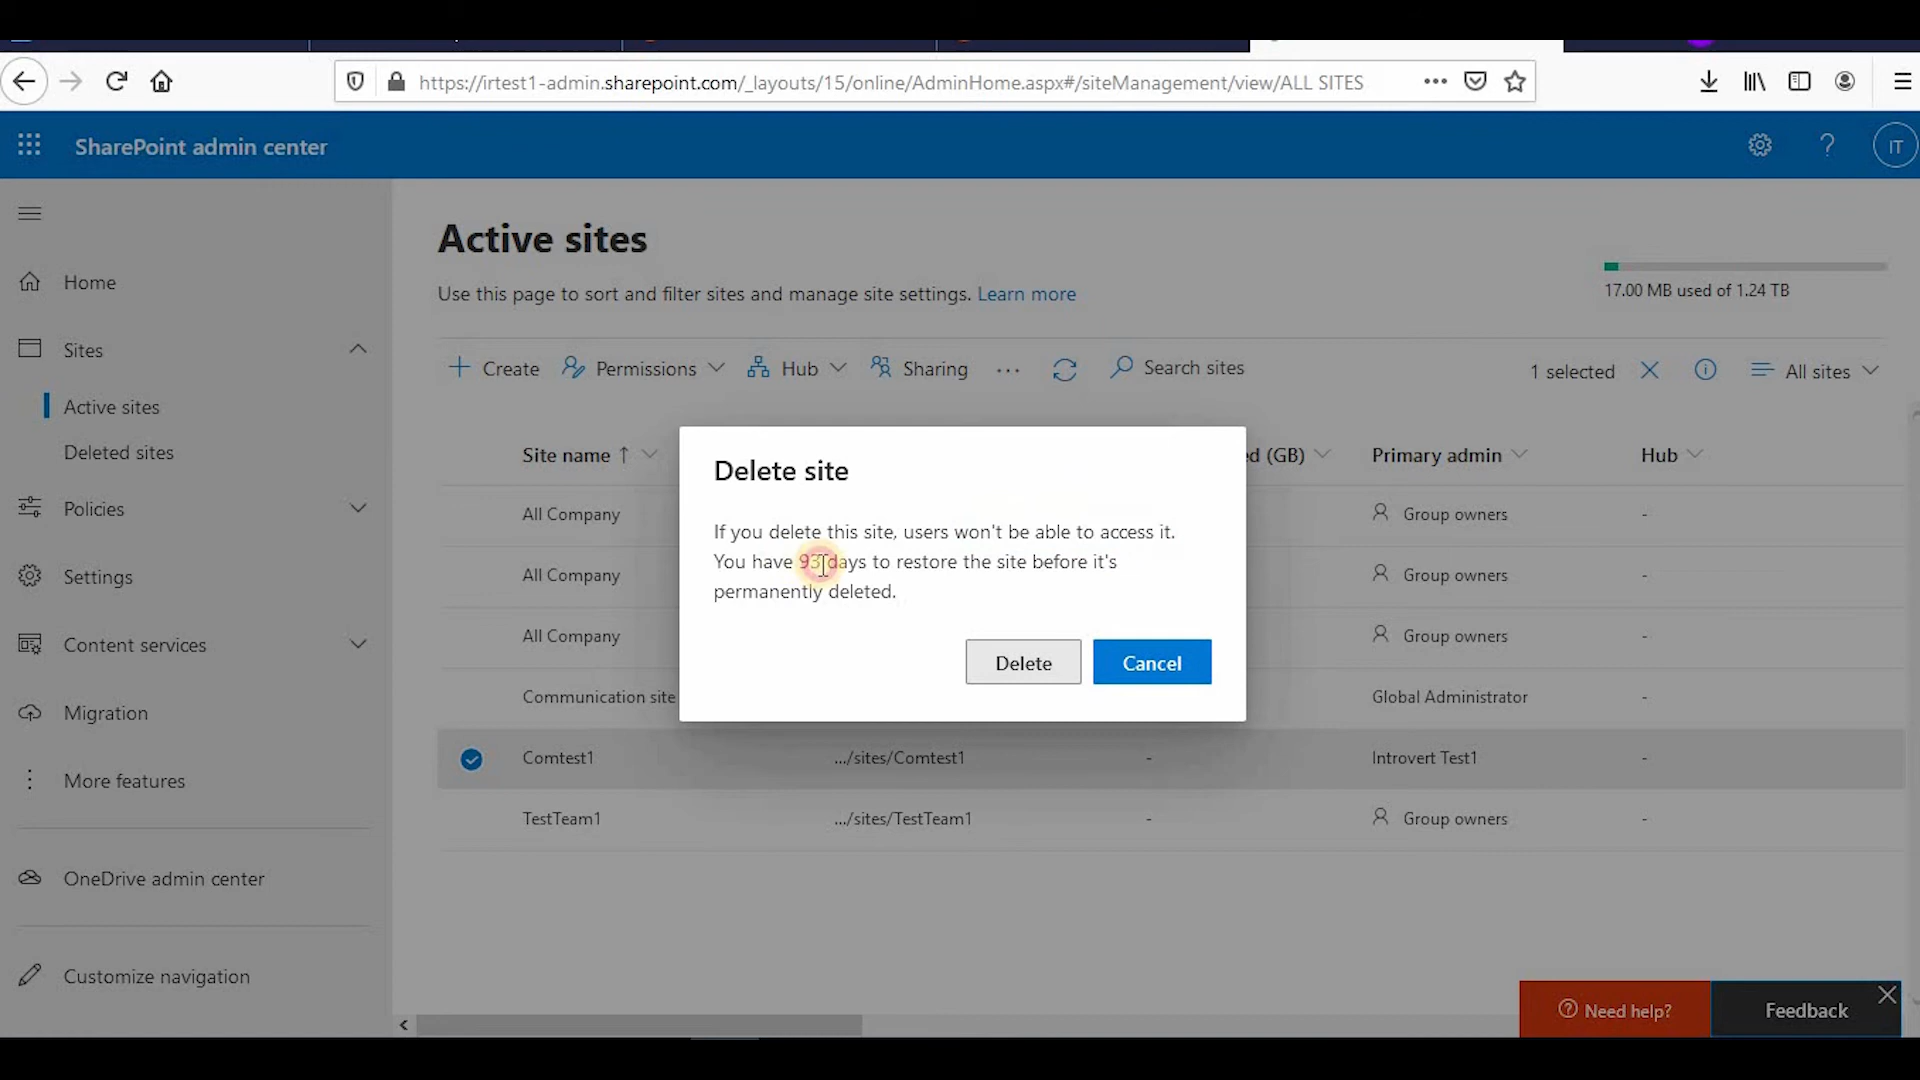 https://irtest1-admin.sharepoint.com/_layouts/15/online/AdminHome.aspx#/siteManagement/view/ALL SITES
SharePoint admin center
IT
Home
Sites
Active sites
Deleted sites
Policies
Settings
Content services
Migration
More features
OneDrive admin center
Customize navigation
Active sites
Use this page to sort and filter sites and manage site settings. Learn more
17.00 MB used of 1.24 TB
Create Permissions Hub Sharing Search sites 1 selected All sites
Site name ed (GB) Primary admin Hub
All Company Group owners -
All Company Group owners -
All Company Group owners -
Communication site Global Administrator -
Comtest1 .../sites/Comtest1 - Introvert Test1 -
TestTeam1 .../sites/TestTeam1 - Group owners -
Delete site
If you delete this site, users won't be able to access it.
You have 93 days to restore the site before it's
permanently deleted.
Delete Cancel
Need help? Feedback